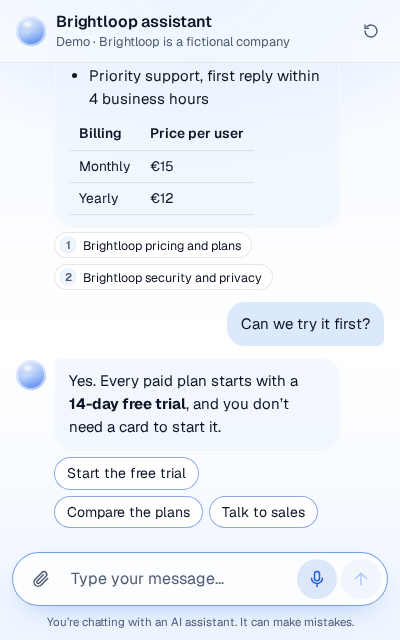 Brightloop assistant
Demo · Brightloop is a fictional company
• Priority support, first reply within
4 business hours
Billing Price per user
Monthly €15
Yearly €12
1 Brightloop pricing and plans
2 Brightloop security and privacy
Can we try it first?
Yes. Every paid plan starts with a
14-day free trial, and you don’t
need a card to start it.
Start the free trial
Compare the plans Talk to sales
Type your message…
You’re chatting with an AI assistant. It can make mistakes.